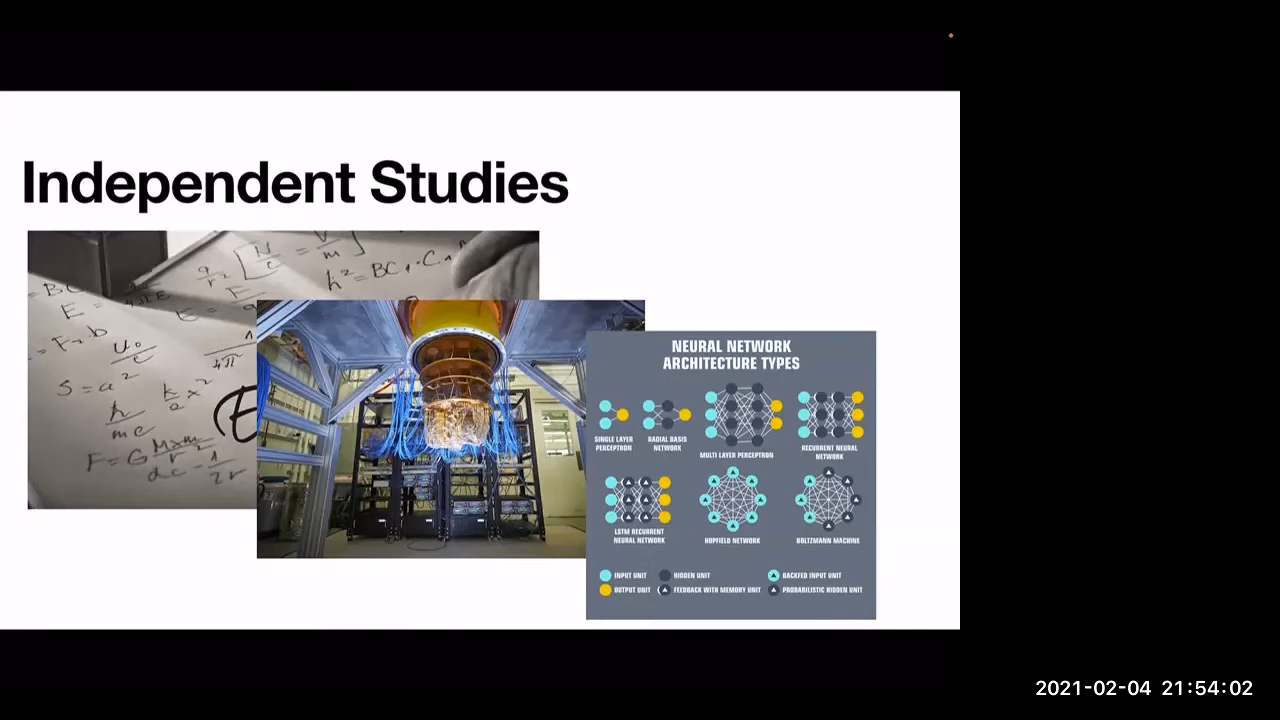 Independent Studies
E =
S = a²
NEURAL NETWORK
ARCHITECTURE TYPES
SINGLE LAYER
PERCEPTRON
RADIAL BASIS
NETWORK
MULTI LAYER PERCEPTRON
RECURRENT NEURAL
NETWORK
LSTM RECURRENT
NEURAL NETWORK
HOPFIELD NETWORK
BOLTZMANN MACHINE
INPUT UNIT
HIDDEN UNIT
BACKFED INPUT UNIT
OUTPUT UNIT
FEEDBACK WITH MEMORY UNIT
PROBABILISTIC HIDDEN UNIT
2021-02-04 21:54:02